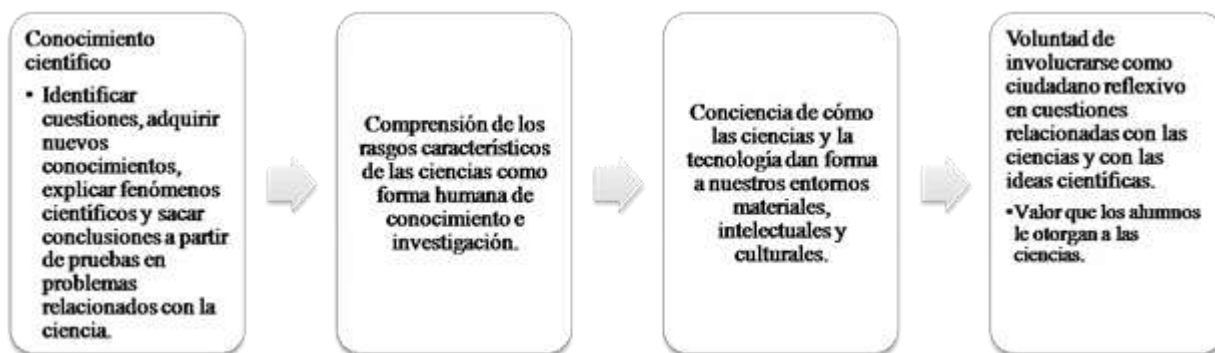 Conocimiento
científico
• Identificar
cuestiones, adquirir
nuevos
conocimientos,
explicar fenómenos
científicos y sacar
conclusiones a partir
de pruebas en
problemas
relacionados con la
ciencia.
Comprensión de los
rasgos característicos
de las ciencias como
forma humana de
conocimiento e
investigación.
Conciencia de cómo
las ciencias y la
tecnología dan forma
a nuestros entornos
materiales,
intelectuales y
culturales.
Voluntad de
involucrarse como
ciudadano reflexivo
en cuestiones
relacionadas con las
ciencias y con las
ideas científicas.
•Valor que los alumnos
le otorgan a las
ciencias.